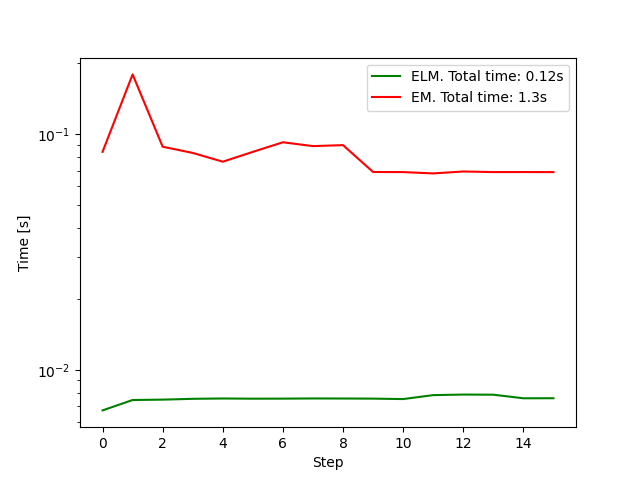 ELM. Total time: 0.12s
EM. Total time: 1.3s
10⁻¹
Time [s]
10⁻²
0 2 4 6 8 10 12 14
Step